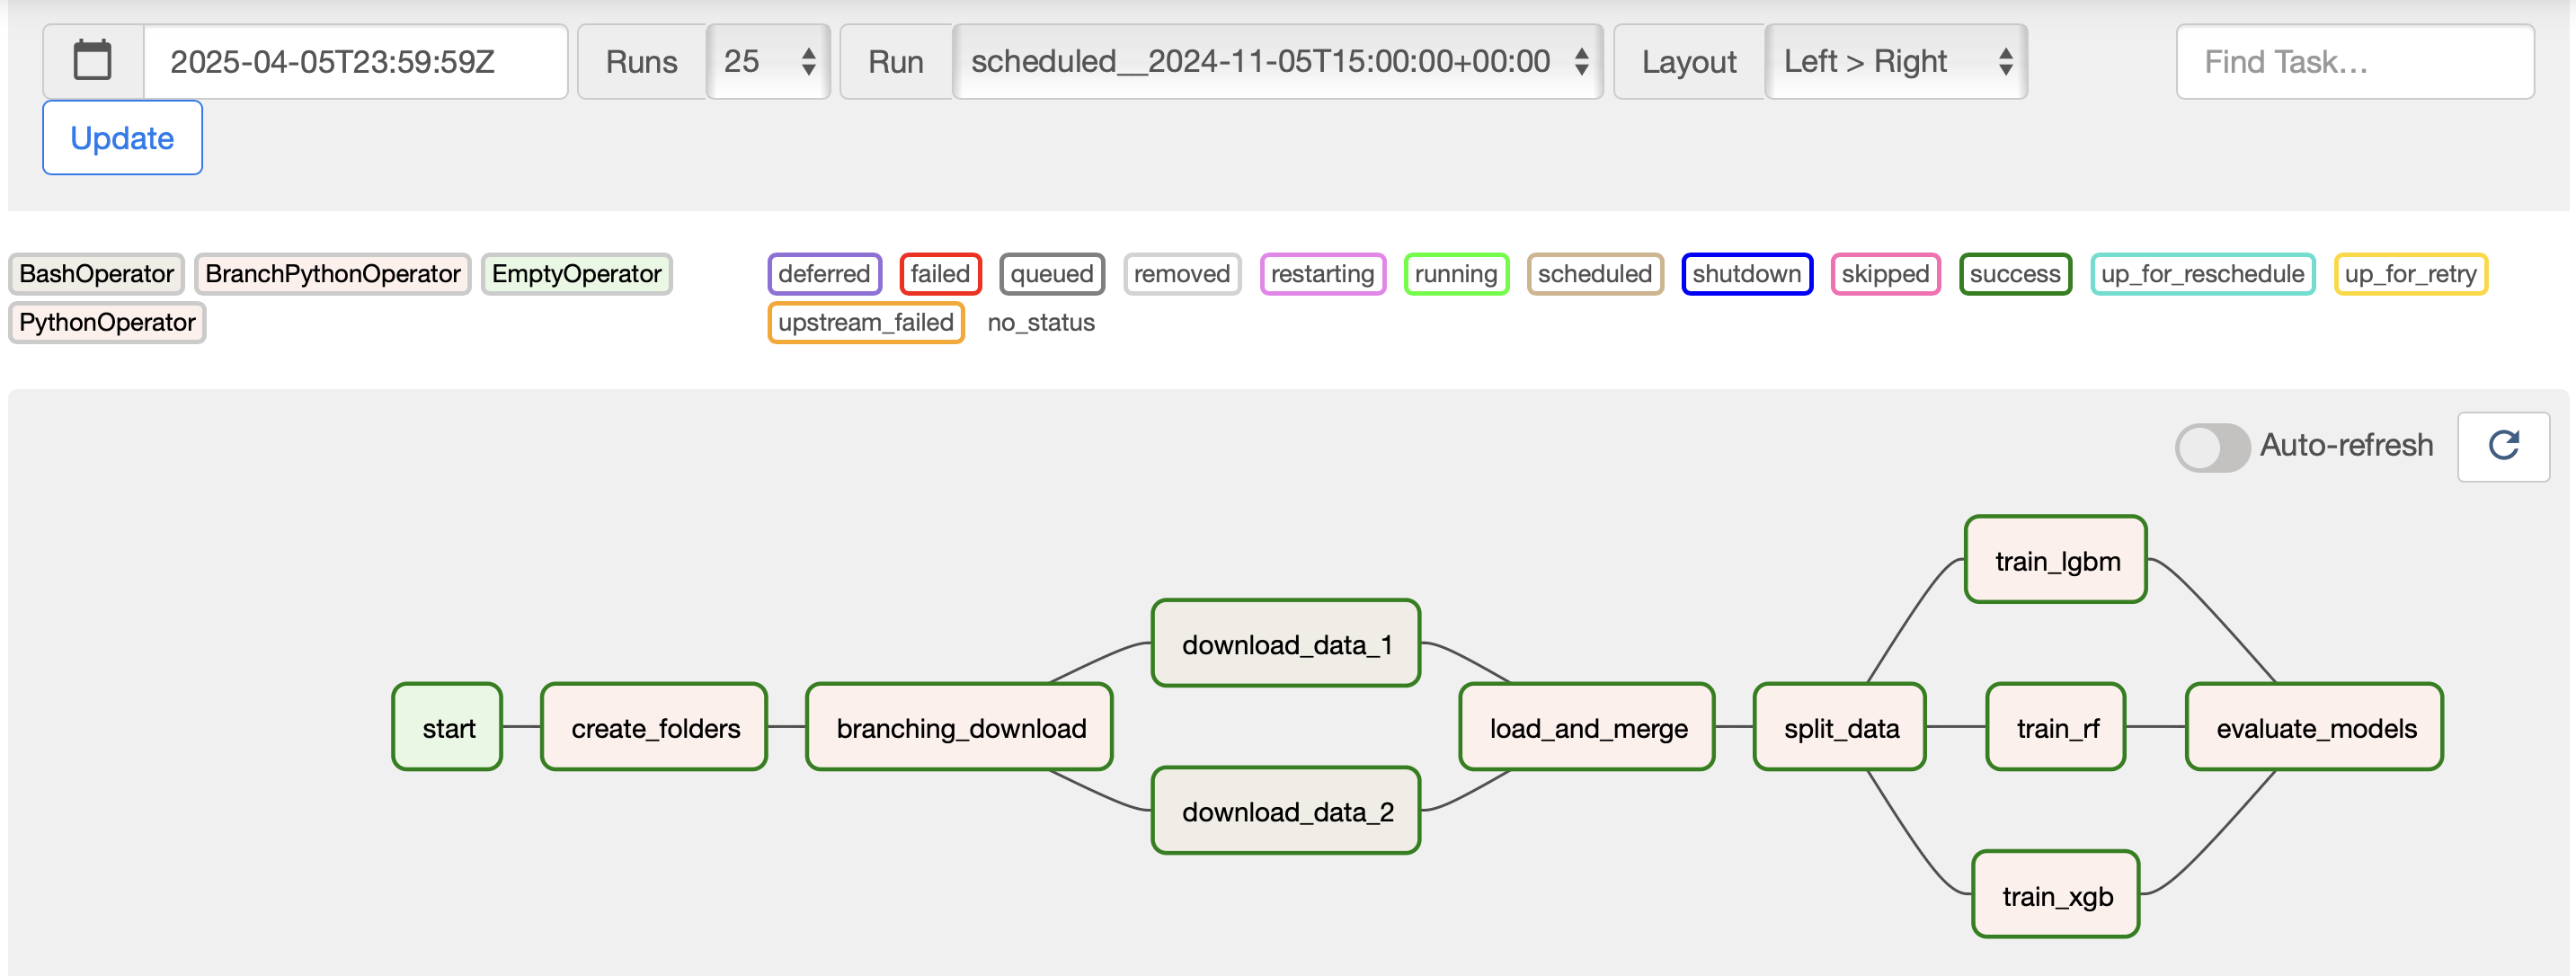 2025-04-05T23:59:59Z Runs 25 Run scheduled__2024-11-05T15:00:00+00:00 Layout Left > Right Find Task...
Update
BashOperator BranchPythonOperator EmptyOperator
PythonOperator
deferred failed queued removed restarting running scheduled shutdown skipped success up_for_reschedule up_for_retry
upstream_failed no_status
Auto-refresh
train_lgbm
download_data_1
start create_folders branching_download load_and_merge split_data train_rf evaluate_models
download_data_2
train_xgb